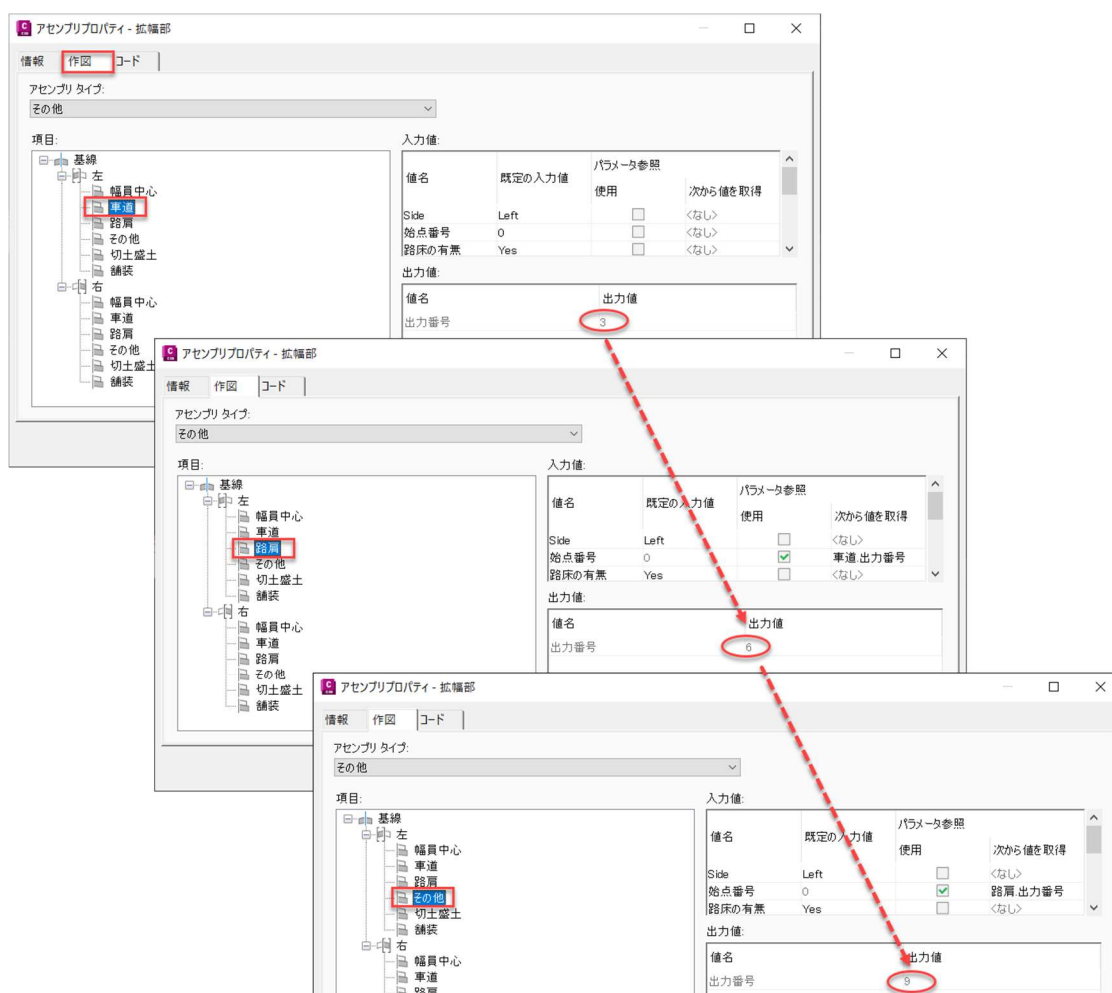 アセンブリプロパティ - 拡幅部
情報 作図 コード
アセンブリ タイプ:
その他
項目:
基線
左
幅員中心
車道
路肩
その他
切土盛土
舗装
右
幅員中心
車道
路肩
その他
切土盛土
舗装
入力値:
値名 既定の入力値 パラメータ参照
使用 次から値を取得
Side Left <なし>
始点番号 0 <なし>
路床の有無 Yes <なし>
出力値:
値名 出力値
出力番号 3
アセンブリプロパティ - 拡幅部
情報 作図 コード
アセンブリ タイプ:
その他
項目:
基線
左
幅員中心
車道
路肩
その他
切土盛土
舗装
右
幅員中心
車道
路肩
その他
切土盛土
舗装
入力値:
値名 既定の入力値 パラメータ参照
使用 次から値を取得
Side Left <なし>
始点番号 0 車道.出力番号
路床の有無 Yes <なし>
出力値:
値名 出力値
出力番号 6
アセンブリプロパティ - 拡幅部
情報 作図 コード
アセンブリ タイプ:
その他
項目:
基線
左
幅員中心
車道
路肩
その他
切土盛土
舗装
右
幅員中心
車道
路肩
入力値:
値名 既定の入力値 パラメータ参照
使用 次から値を取得
Side Left <なし>
始点番号 0 路肩.出力番号
路床の有無 Yes <なし>
出力値:
値名 出力値
出力番号 9